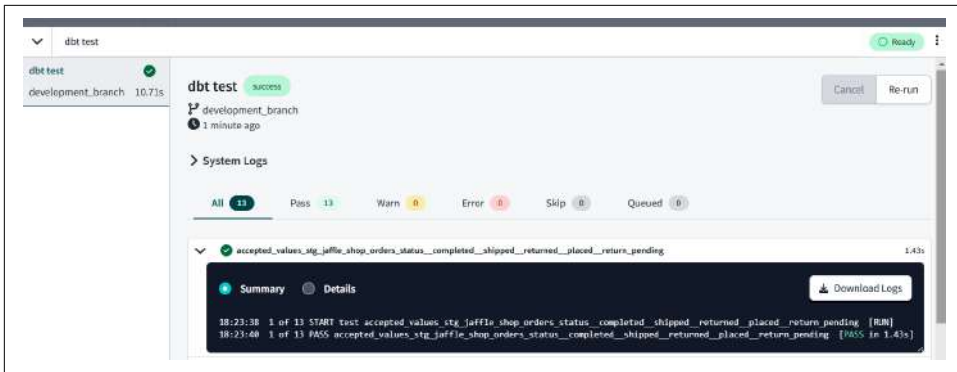 dbt test
Ready
dbt test
development_branch 10.71s
dbt test success
Cancel Re-run
development_branch
1 minute ago
System Logs
All 13 Pass 13 Warn 0 Error 0 Skip 0 Queued 0
accepted_values_stg_jaffle_shop_orders_status__completed__shipped__returned__placed__return_pending 1.43s
Summary Details Download Logs
18:23:38 1 of 13 START test accepted_values_stg_jaffle_shop_orders_status__completed__shipped__returned__placed__return_pending [RUN]
18:23:40 1 of 13 PASS accepted_values_stg_jaffle_shop_orders_status__completed__shipped__returned__placed__return_pending [PASS in 1.43s]